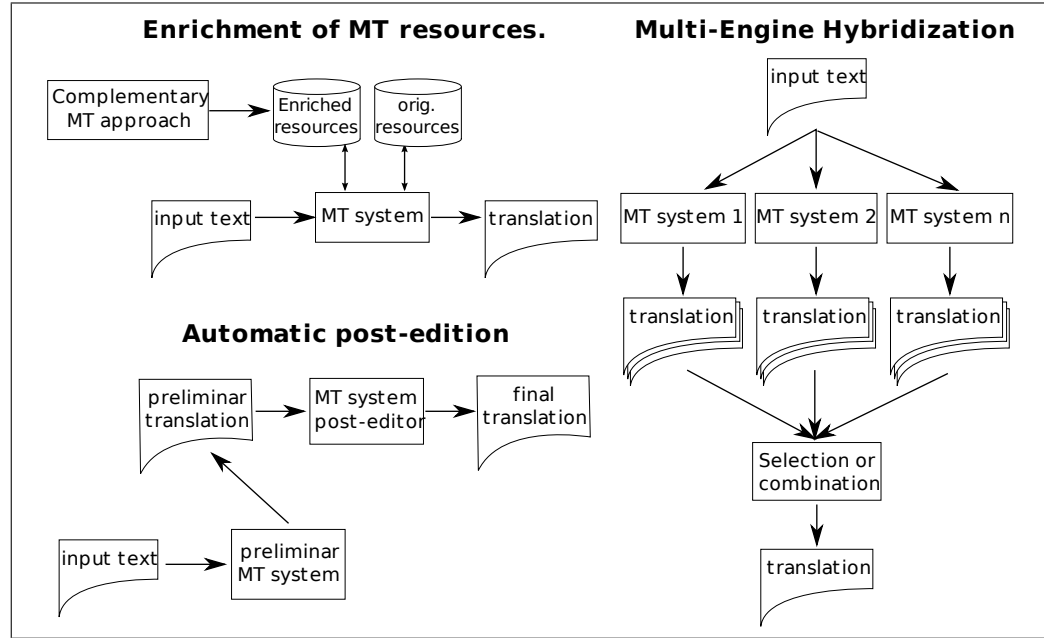 Enrichment of MT resources.
Complementary
MT approach
Enriched
resources
orig.
resources
input text
MT system
translation
Automatic post-edition
preliminar
translation
MT system
post-editor
final
translation
input text
preliminar
MT system
Multi-Engine Hybridization
input text
MT system 1
MT system 2
MT system n
translation
translation
translation
Selection or
combination
translation